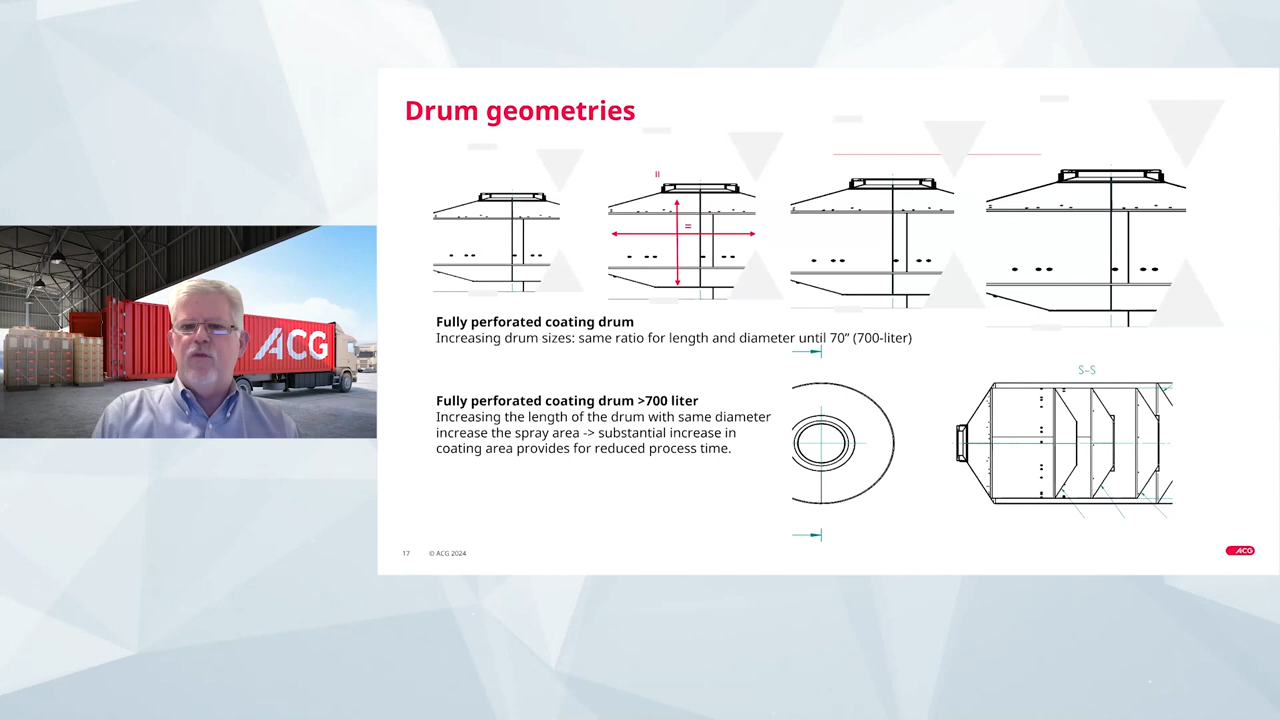 Drum geometries
=
=
Fully perforated coating drum
Increasing drum sizes: same ratio for length and diameter until 70” (700-liter)
S-S
Fully perforated coating drum >700 liter
Increasing the length of the drum with same diameter
increase the spray area -> substantial increase in
coating area provides for reduced process time.
ACG
17 © ACG 2024
ACG